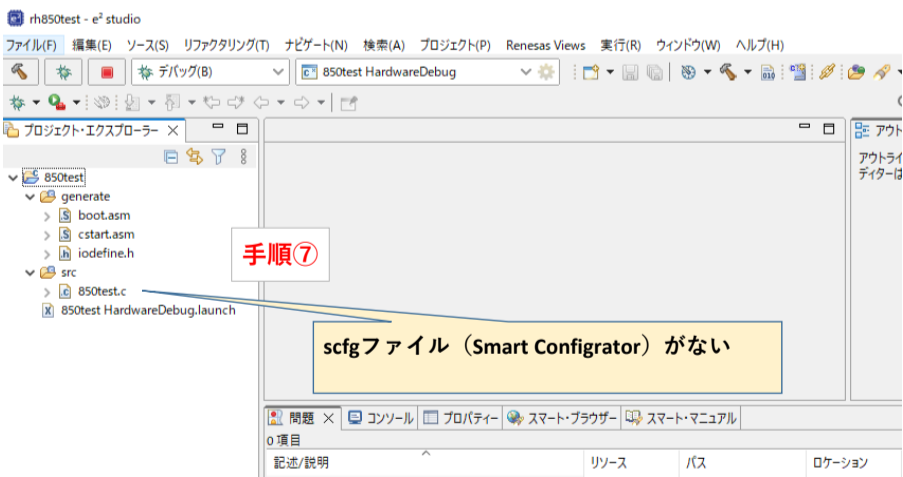 rh850test - e² studio
ファイル(F) 編集(E) ソース(S) リファクタリング(T) ナビゲート(N) 検索(A) プロジェクト(P) Renesas Views 実行(R) ウィンドウ(W) ヘルプ(H)
デバッグ(B) 850test HardwareDebug
プロジェクト・エクスプローラー
アウト
アウトライ
ディターは
850test
generate
boot.asm
cstart.asm
iodefine.h
src
850test.c
850test HardwareDebug.launch
手順⑦
scfgファイル（Smart Configrator）がない
問題 コンソール プロパティー スマート・ブラウザー スマート・マニュアル
0 項目
記述/説明 リソース パス ロケーション